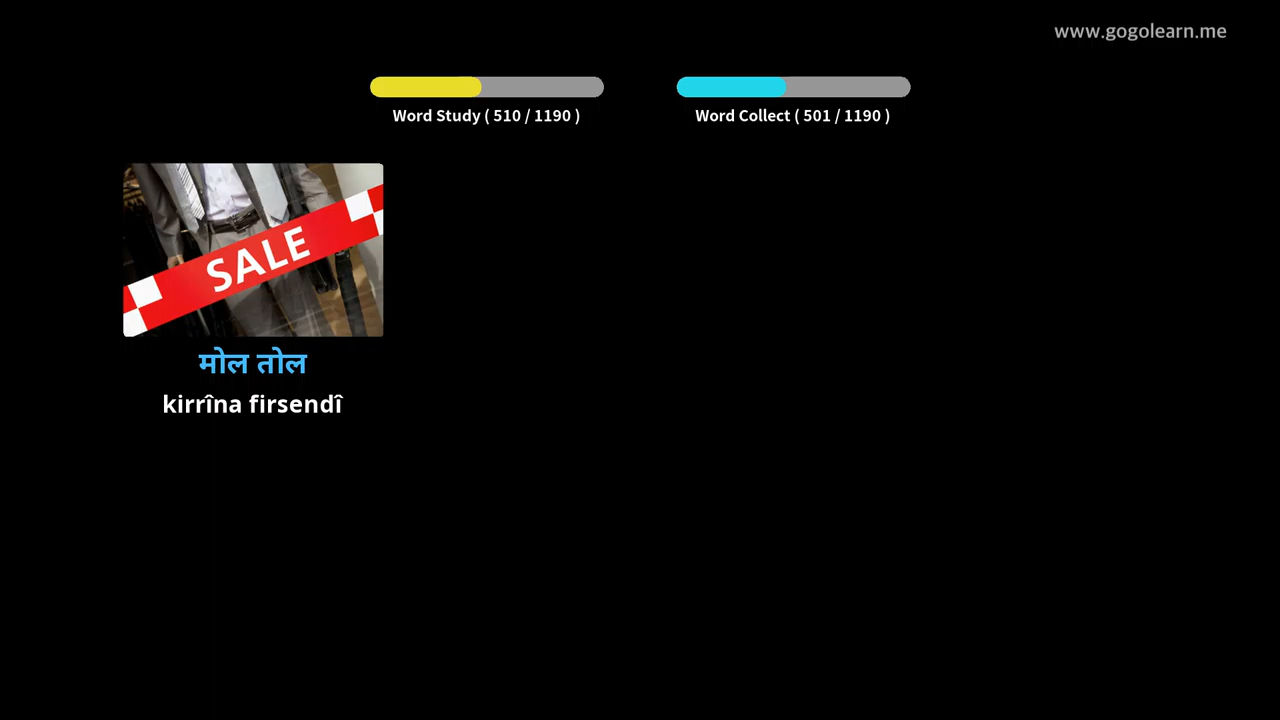 www.gogolearn.me
Word Study ( 510 / 1190 )
Word Collect ( 501 / 1190 )
SALE
मोल तोल
kirrîna firsendî